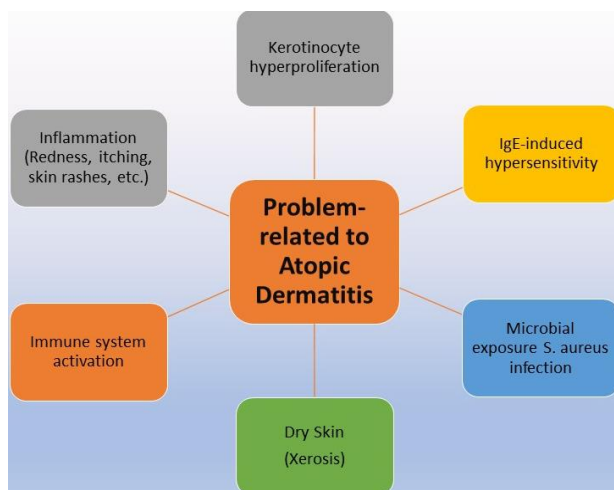 Kerotinocyte
hyperproliferation
Inflammation
(Redness, itching,
skin rashes, etc.)
IgE-induced
hypersensitivity
Problem-
related to
Atopic
Dermatitis
Immune system
activation
Microbial
exposure S. aureus
infection
Dry Skin
(Xerosis)